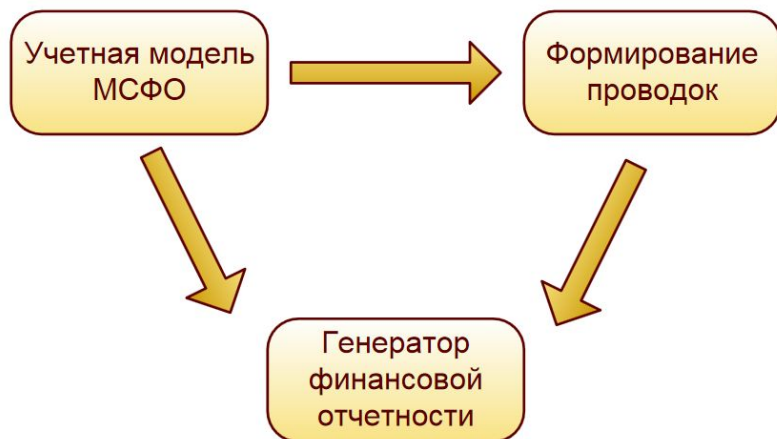 Учетная модель
МСФО
Формирование
проводок
Генератор
финансовой
отчетности